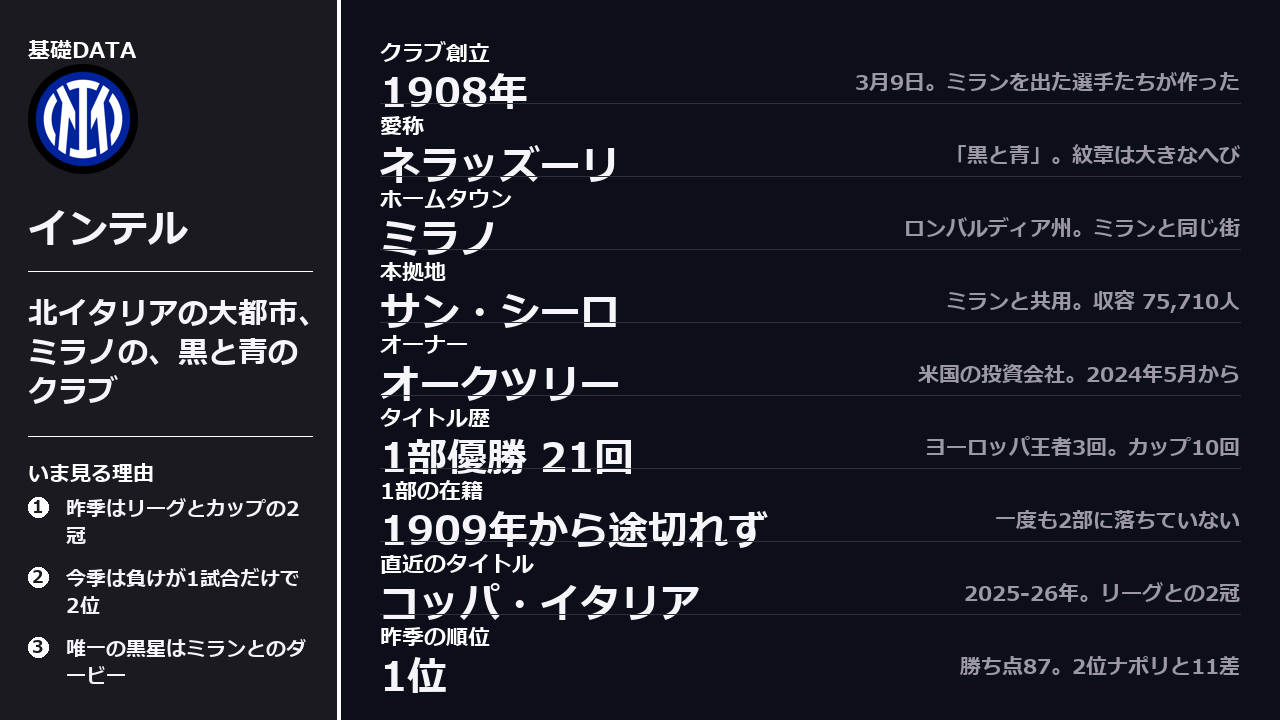 基礎DATA
インテル
北イタリアの大都市、
ミラノの、黒と青の
クラブ
いま見る理由
1 昨季はリーグとカップの2
冠
2 今季は負けが1試合だけで
2位
3 唯一の黒星はミランとのダ
ービー
クラブ創立
1908年 3月9日。ミランを出た選手たちが作った
愛称
ネラッズーリ 「黒と青」。紋章は大きなへび
ホームタウン
ミラノ ロンバルディア州。ミランと同じ街
本拠地
サン・シーロ ミランと共用。収容 75,710人
オーナー
オークツリー 米国の投資会社。2024年5月から
タイトル歴
1部優勝 21回 ヨーロッパ王者3回。カップ10回
1部の在籍
1909年から途切れず 一度も2部に落ちていない
直近のタイトル
コッパ・イタリア 2025-26年。リーグとの2冠
昨季の順位
1位 勝ち点87。2位ナポリと11差